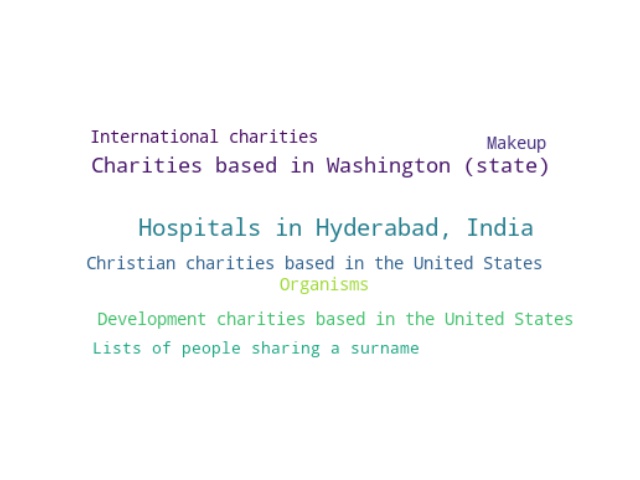 International charities
Makeup
Charities based in Washington (state)
Hospitals in Hyderabad, India
Christian charities based in the United States
Organisms
Development charities based in the United States
Lists of people sharing a surname